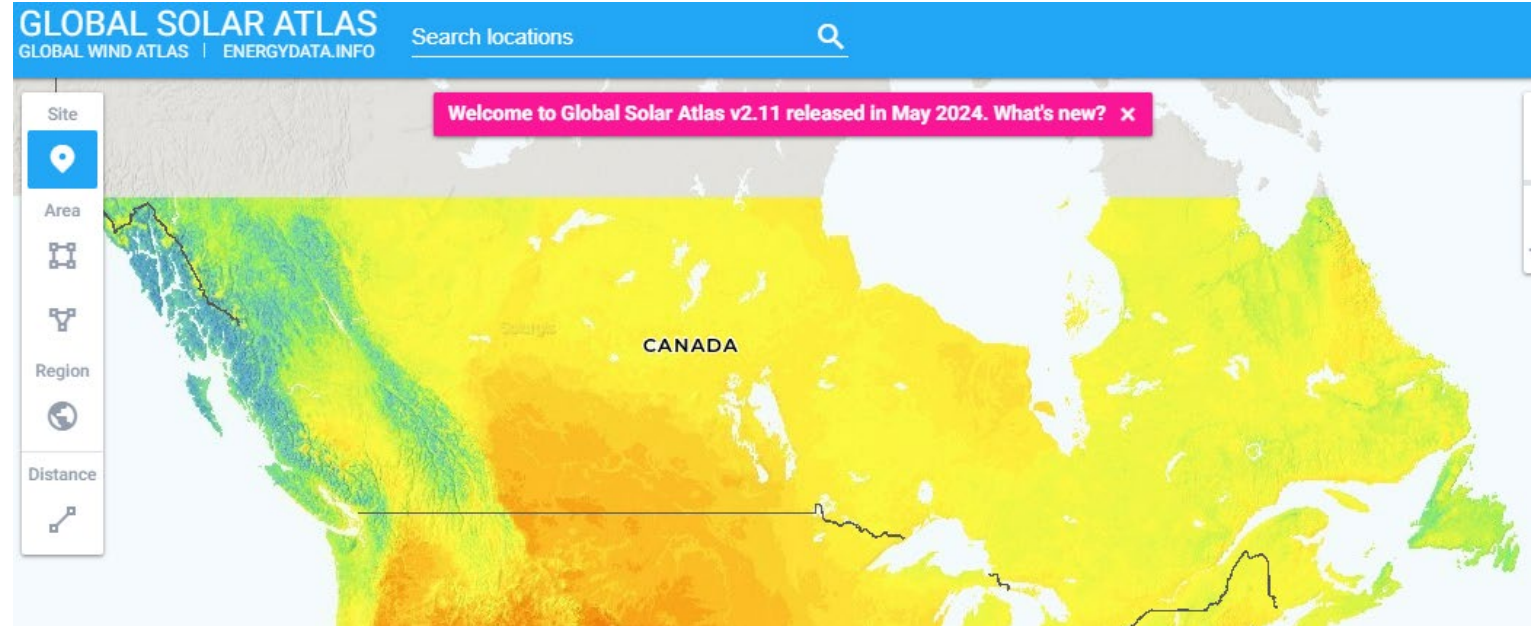 GLOBAL SOLAR ATLAS
GLOBAL WIND ATLAS | ENERGYDATA.INFO
Search locations
Welcome to Global Solar Atlas v2.11 released in May 2024. What's new? ×
Site
Area
Region
Distance
Solargis
CANADA